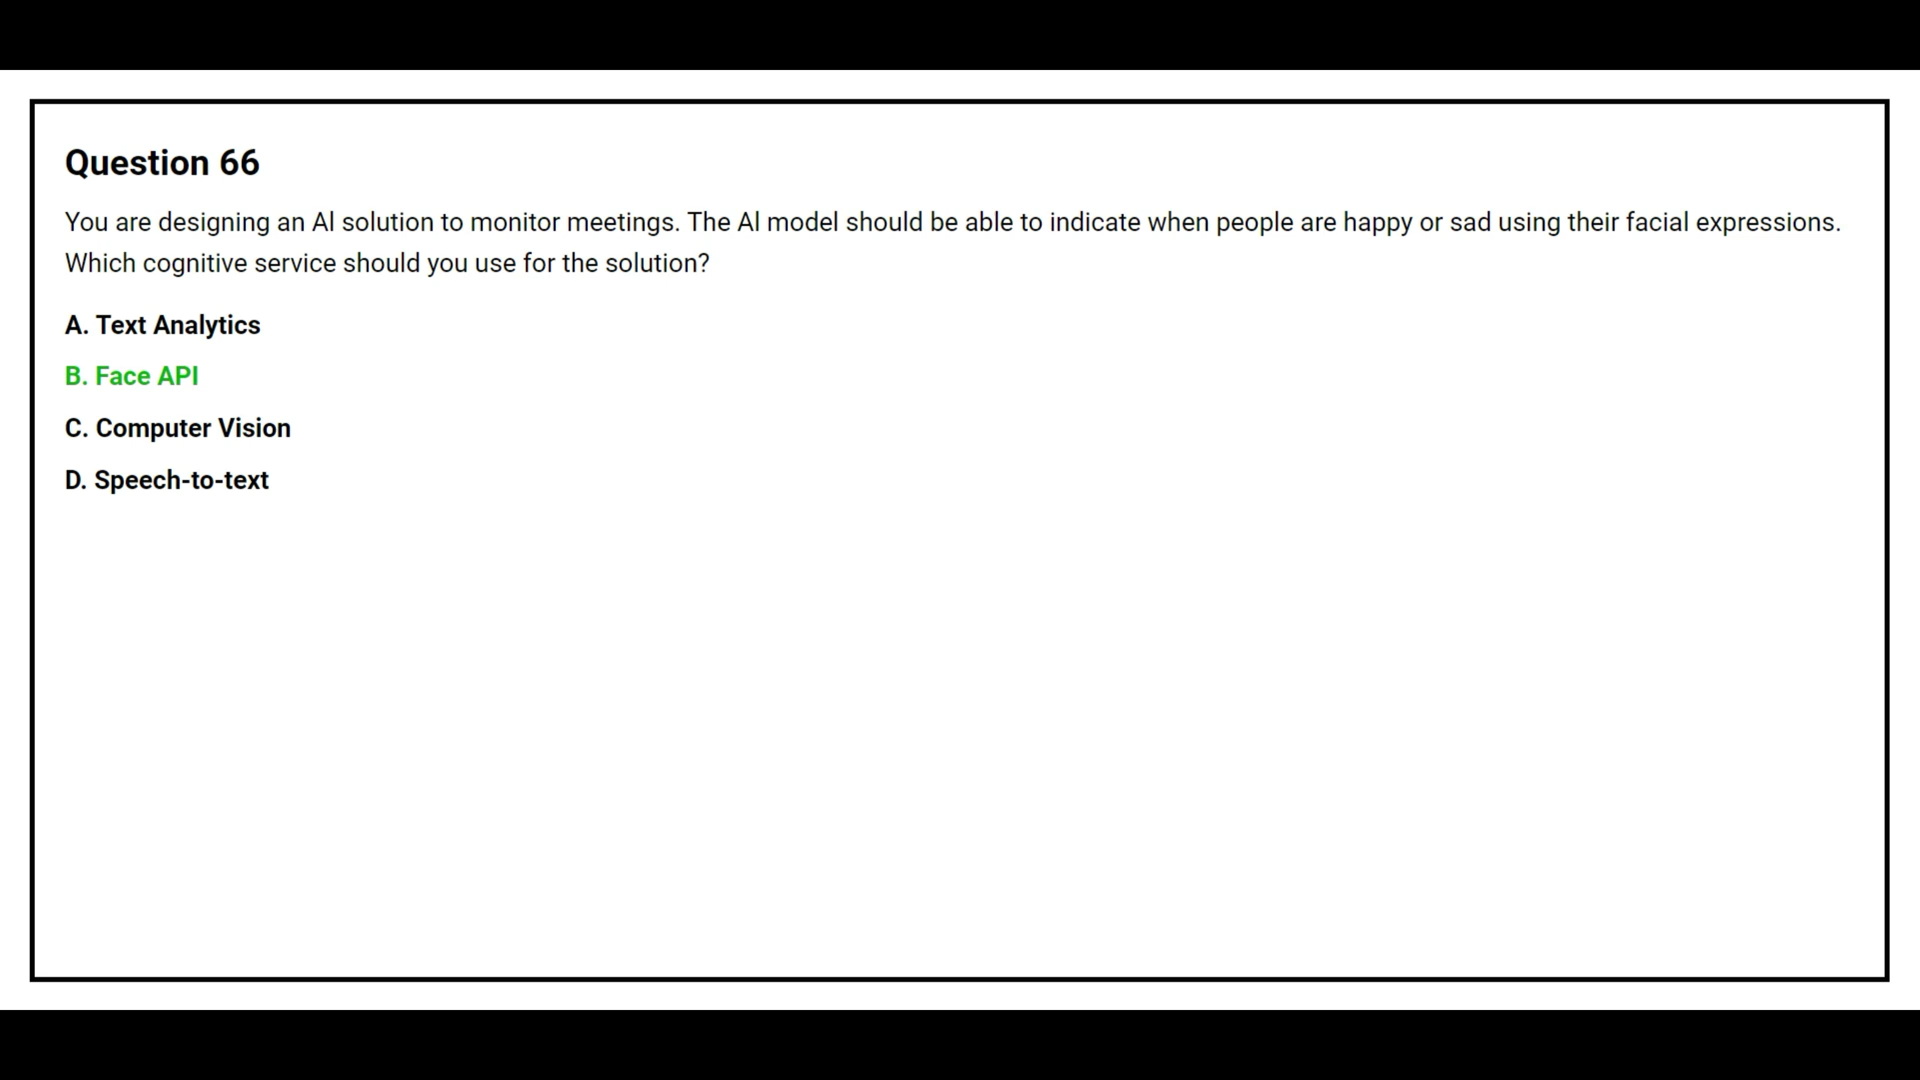 Question 66
You are designing an AI solution to monitor meetings. The AI model should be able to indicate when people are happy or sad using their facial expressions.
Which cognitive service should you use for the solution?
A. Text Analytics
B. Face API
C. Computer Vision
D. Speech-to-text